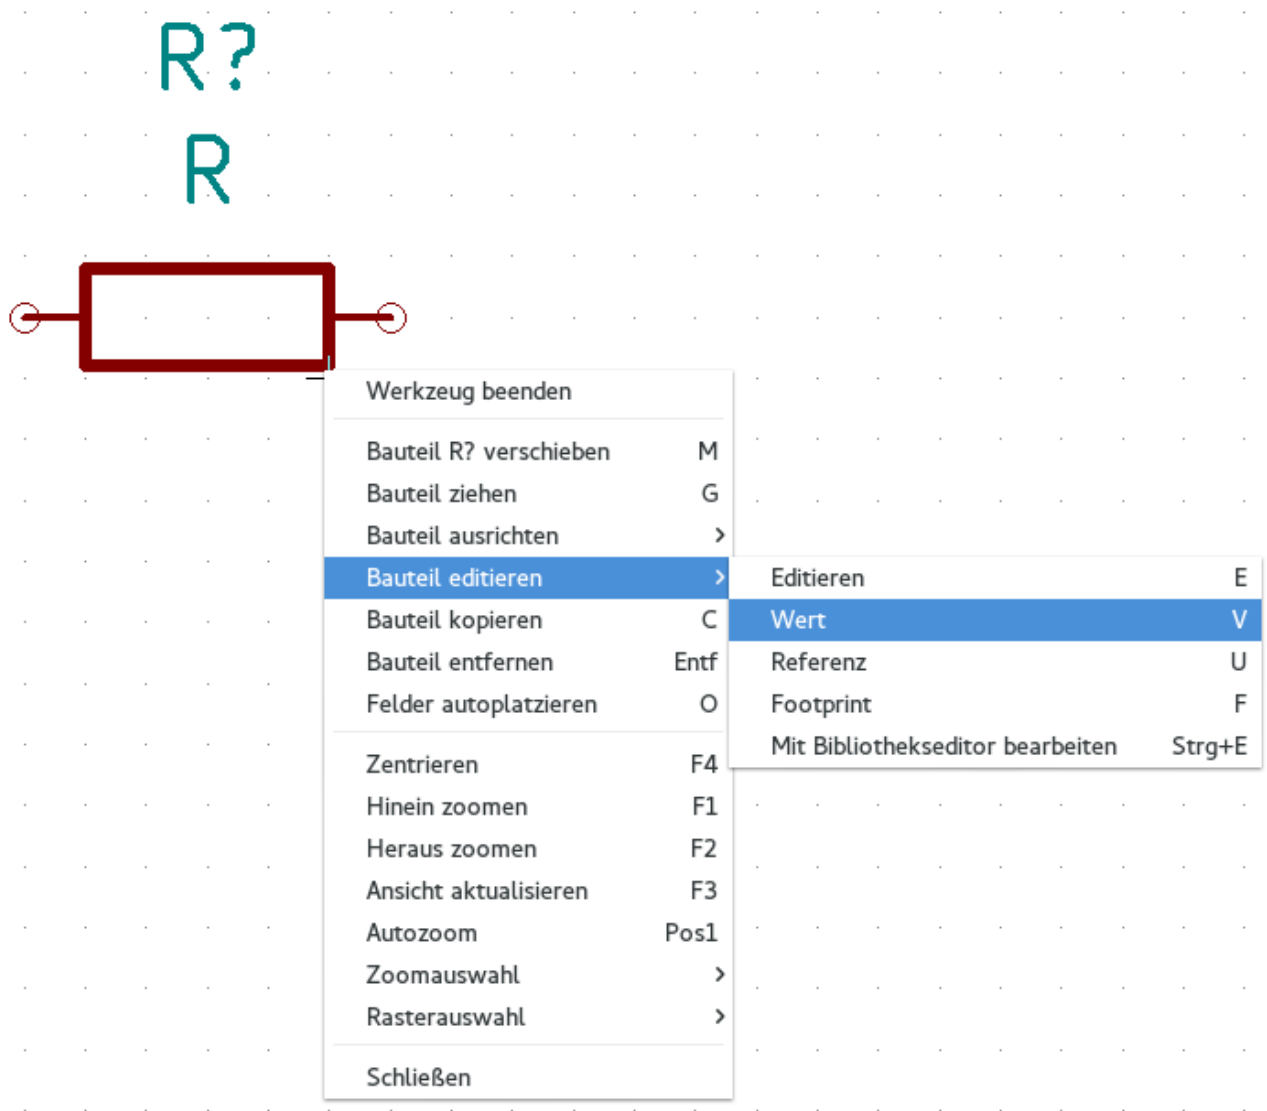 R?
R
Werkzeug beenden
Bauteil R? verschieben M
Bauteil ziehen G
Bauteil ausrichten >
Bauteil editieren >
Editieren E
Bauteil kopieren C
Wert V
Bauteil entfernen Entf
Referenz U
Felder autoplatzieren O
Footprint F
Mit Bibliothekseditor bearbeiten Strg+E
Zentrieren F4
Hinein zoomen F1
Heraus zoomen F2
Ansicht aktualisieren F3
Autozoom Pos1
Zoomauswahl >
Rasterauswahl >
Schließen